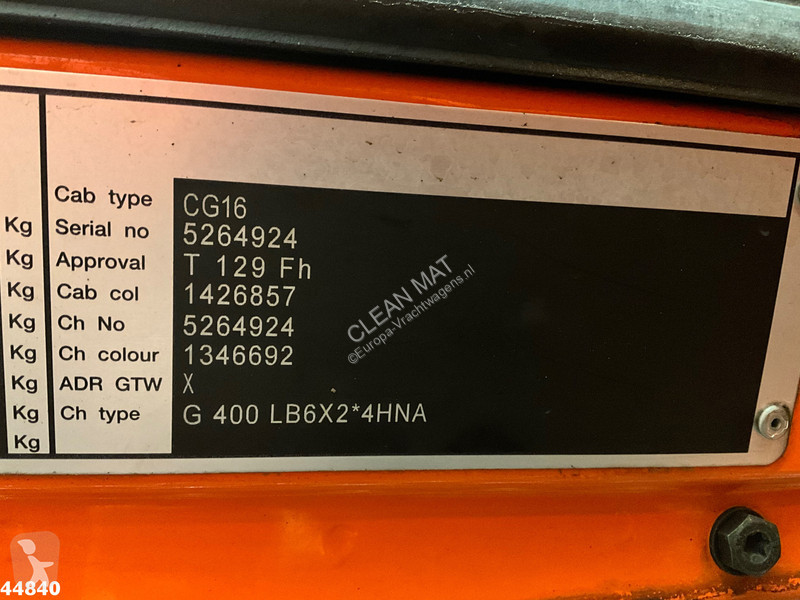 Cab type CG16
Kg Serial no 5264924
Kg Approval T 129 Fh
Kg Cab col 1426857
Kg Ch No 5264924
Kg Ch colour 1346692
Kg ADR GTW X
Kg Ch type G 400 LB6X2*4HNA
Kg
CLEAN MAT
©Europa-Vrachtwagens.nl
44840